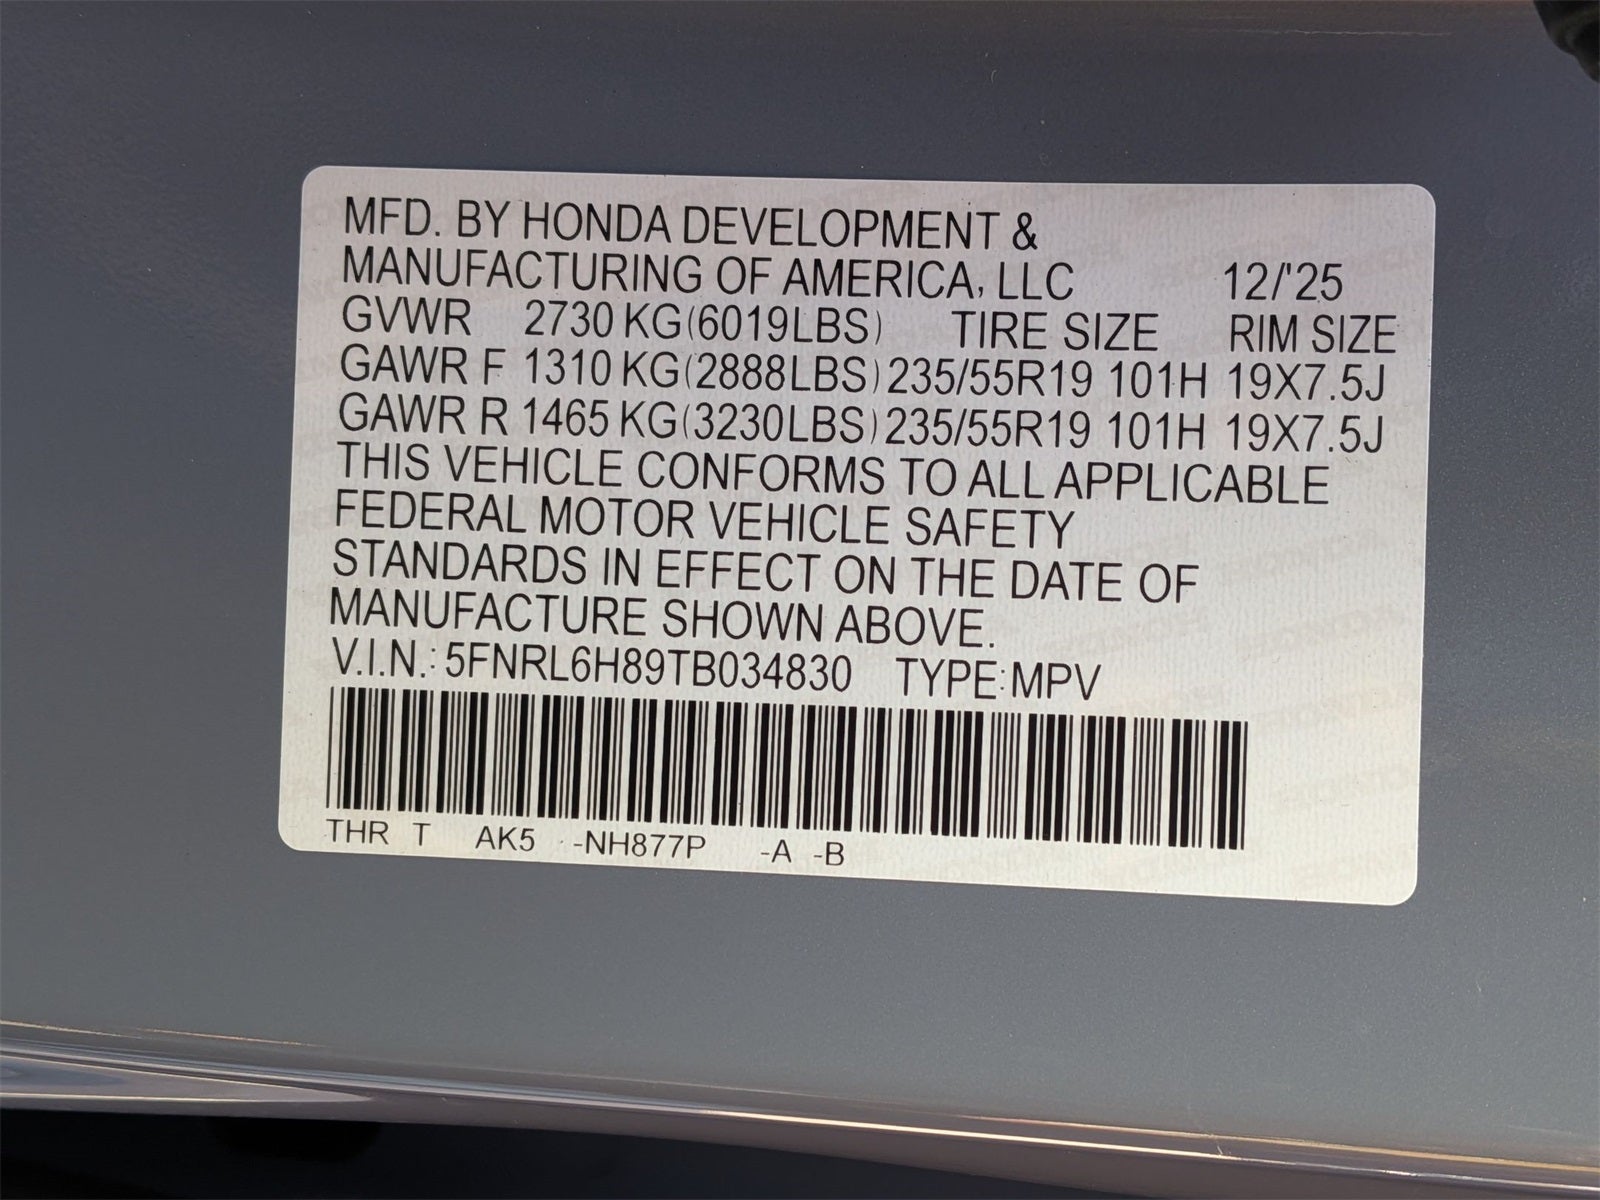 MFD. BY HONDA DEVELOPMENT &
MANUFACTURING OF AMERICA, LLC 12/'25
GVWR 2730 KG(6019LBS) TIRE SIZE RIM SIZE
GAWR F 1310 KG(2888LBS) 235/55R19 101H 19X7.5J
GAWR R 1465 KG(3230LBS) 235/55R19 101H 19X7.5J
THIS VEHICLE CONFORMS TO ALL APPLICABLE
FEDERAL MOTOR VEHICLE SAFETY
STANDARDS IN EFFECT ON THE DATE OF
MANUFACTURE SHOWN ABOVE.
V.I.N.: 5FNRL6H89TB034830 TYPE: MPV
THR T AK5 -NH877P -A -B